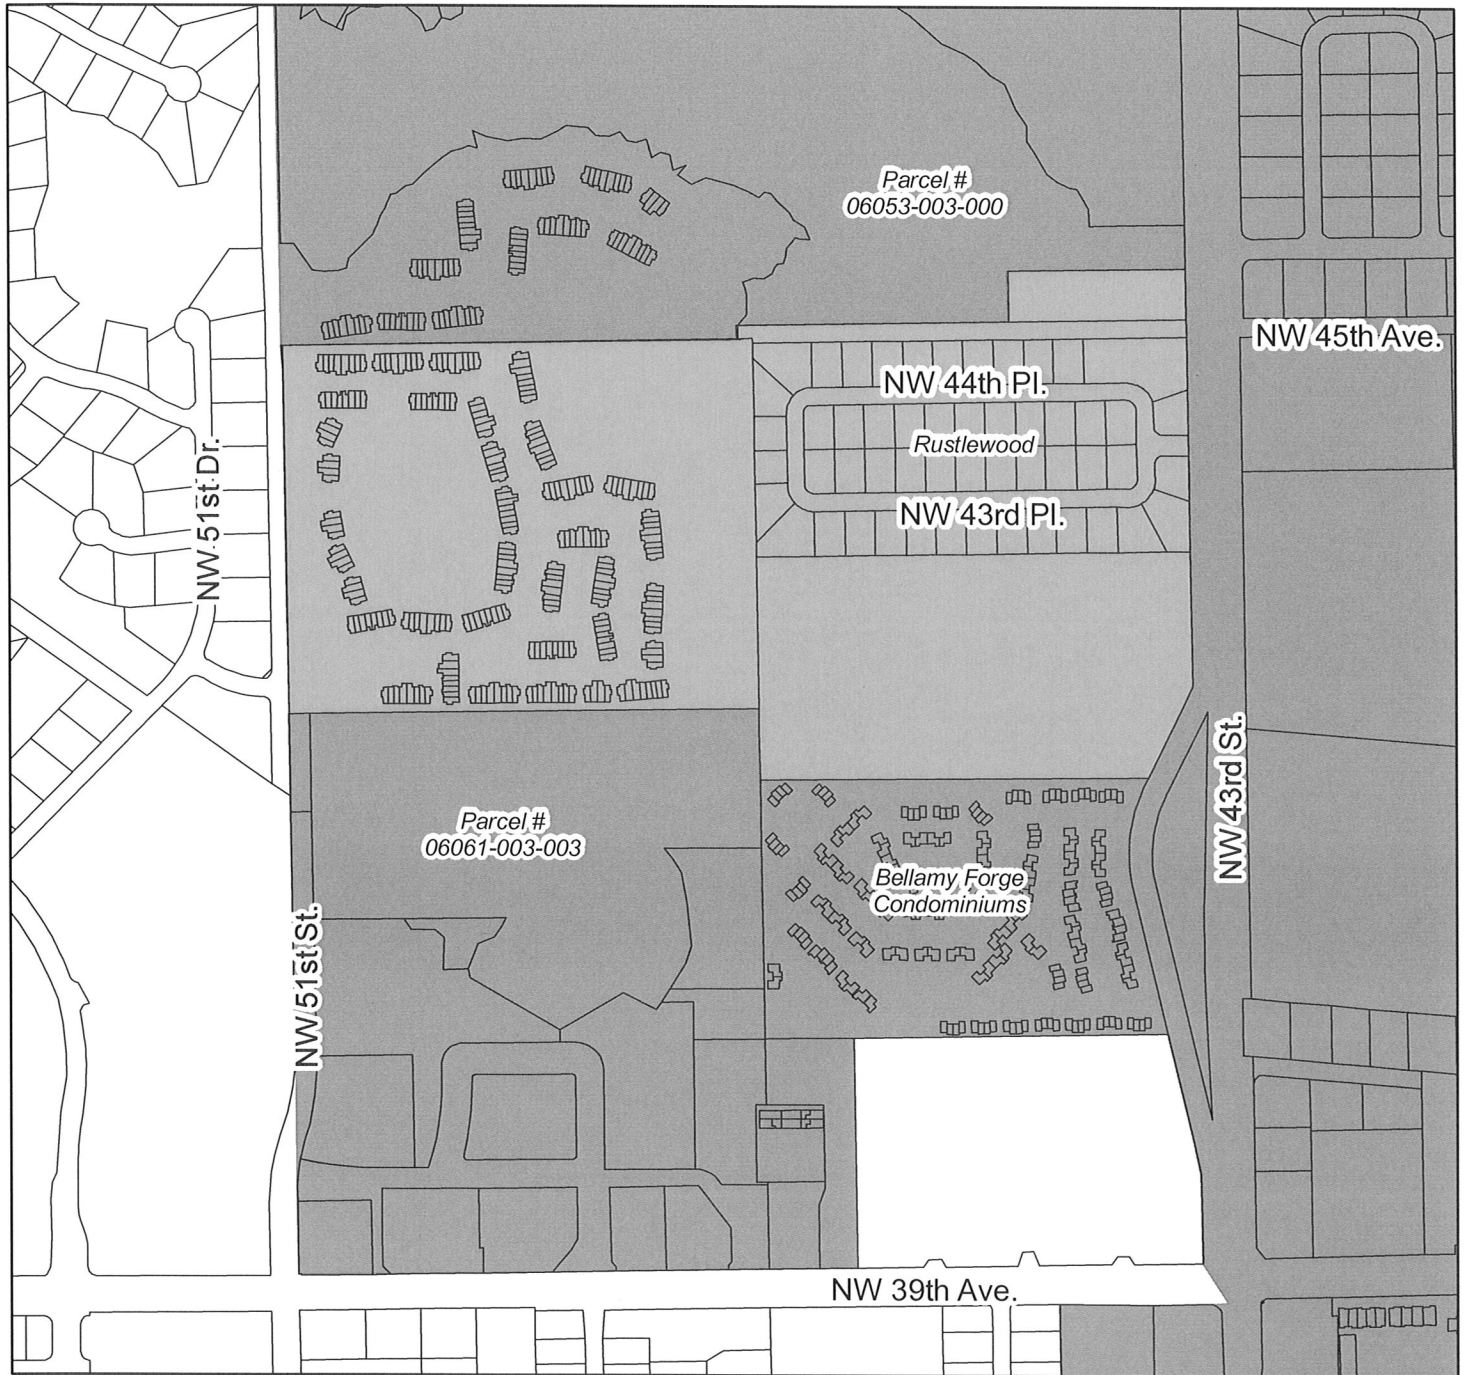 Parcel #
06053-003-000
NW 45th Ave.
NW 44th Pl.
Rustlewood
NW 43rd Pl.
NW 51st Dr.
NW 43rd St.
Parcel #
06061-003-003
Bellamy Forge
Condominiums
NW 51st St.
NW 39th Ave.